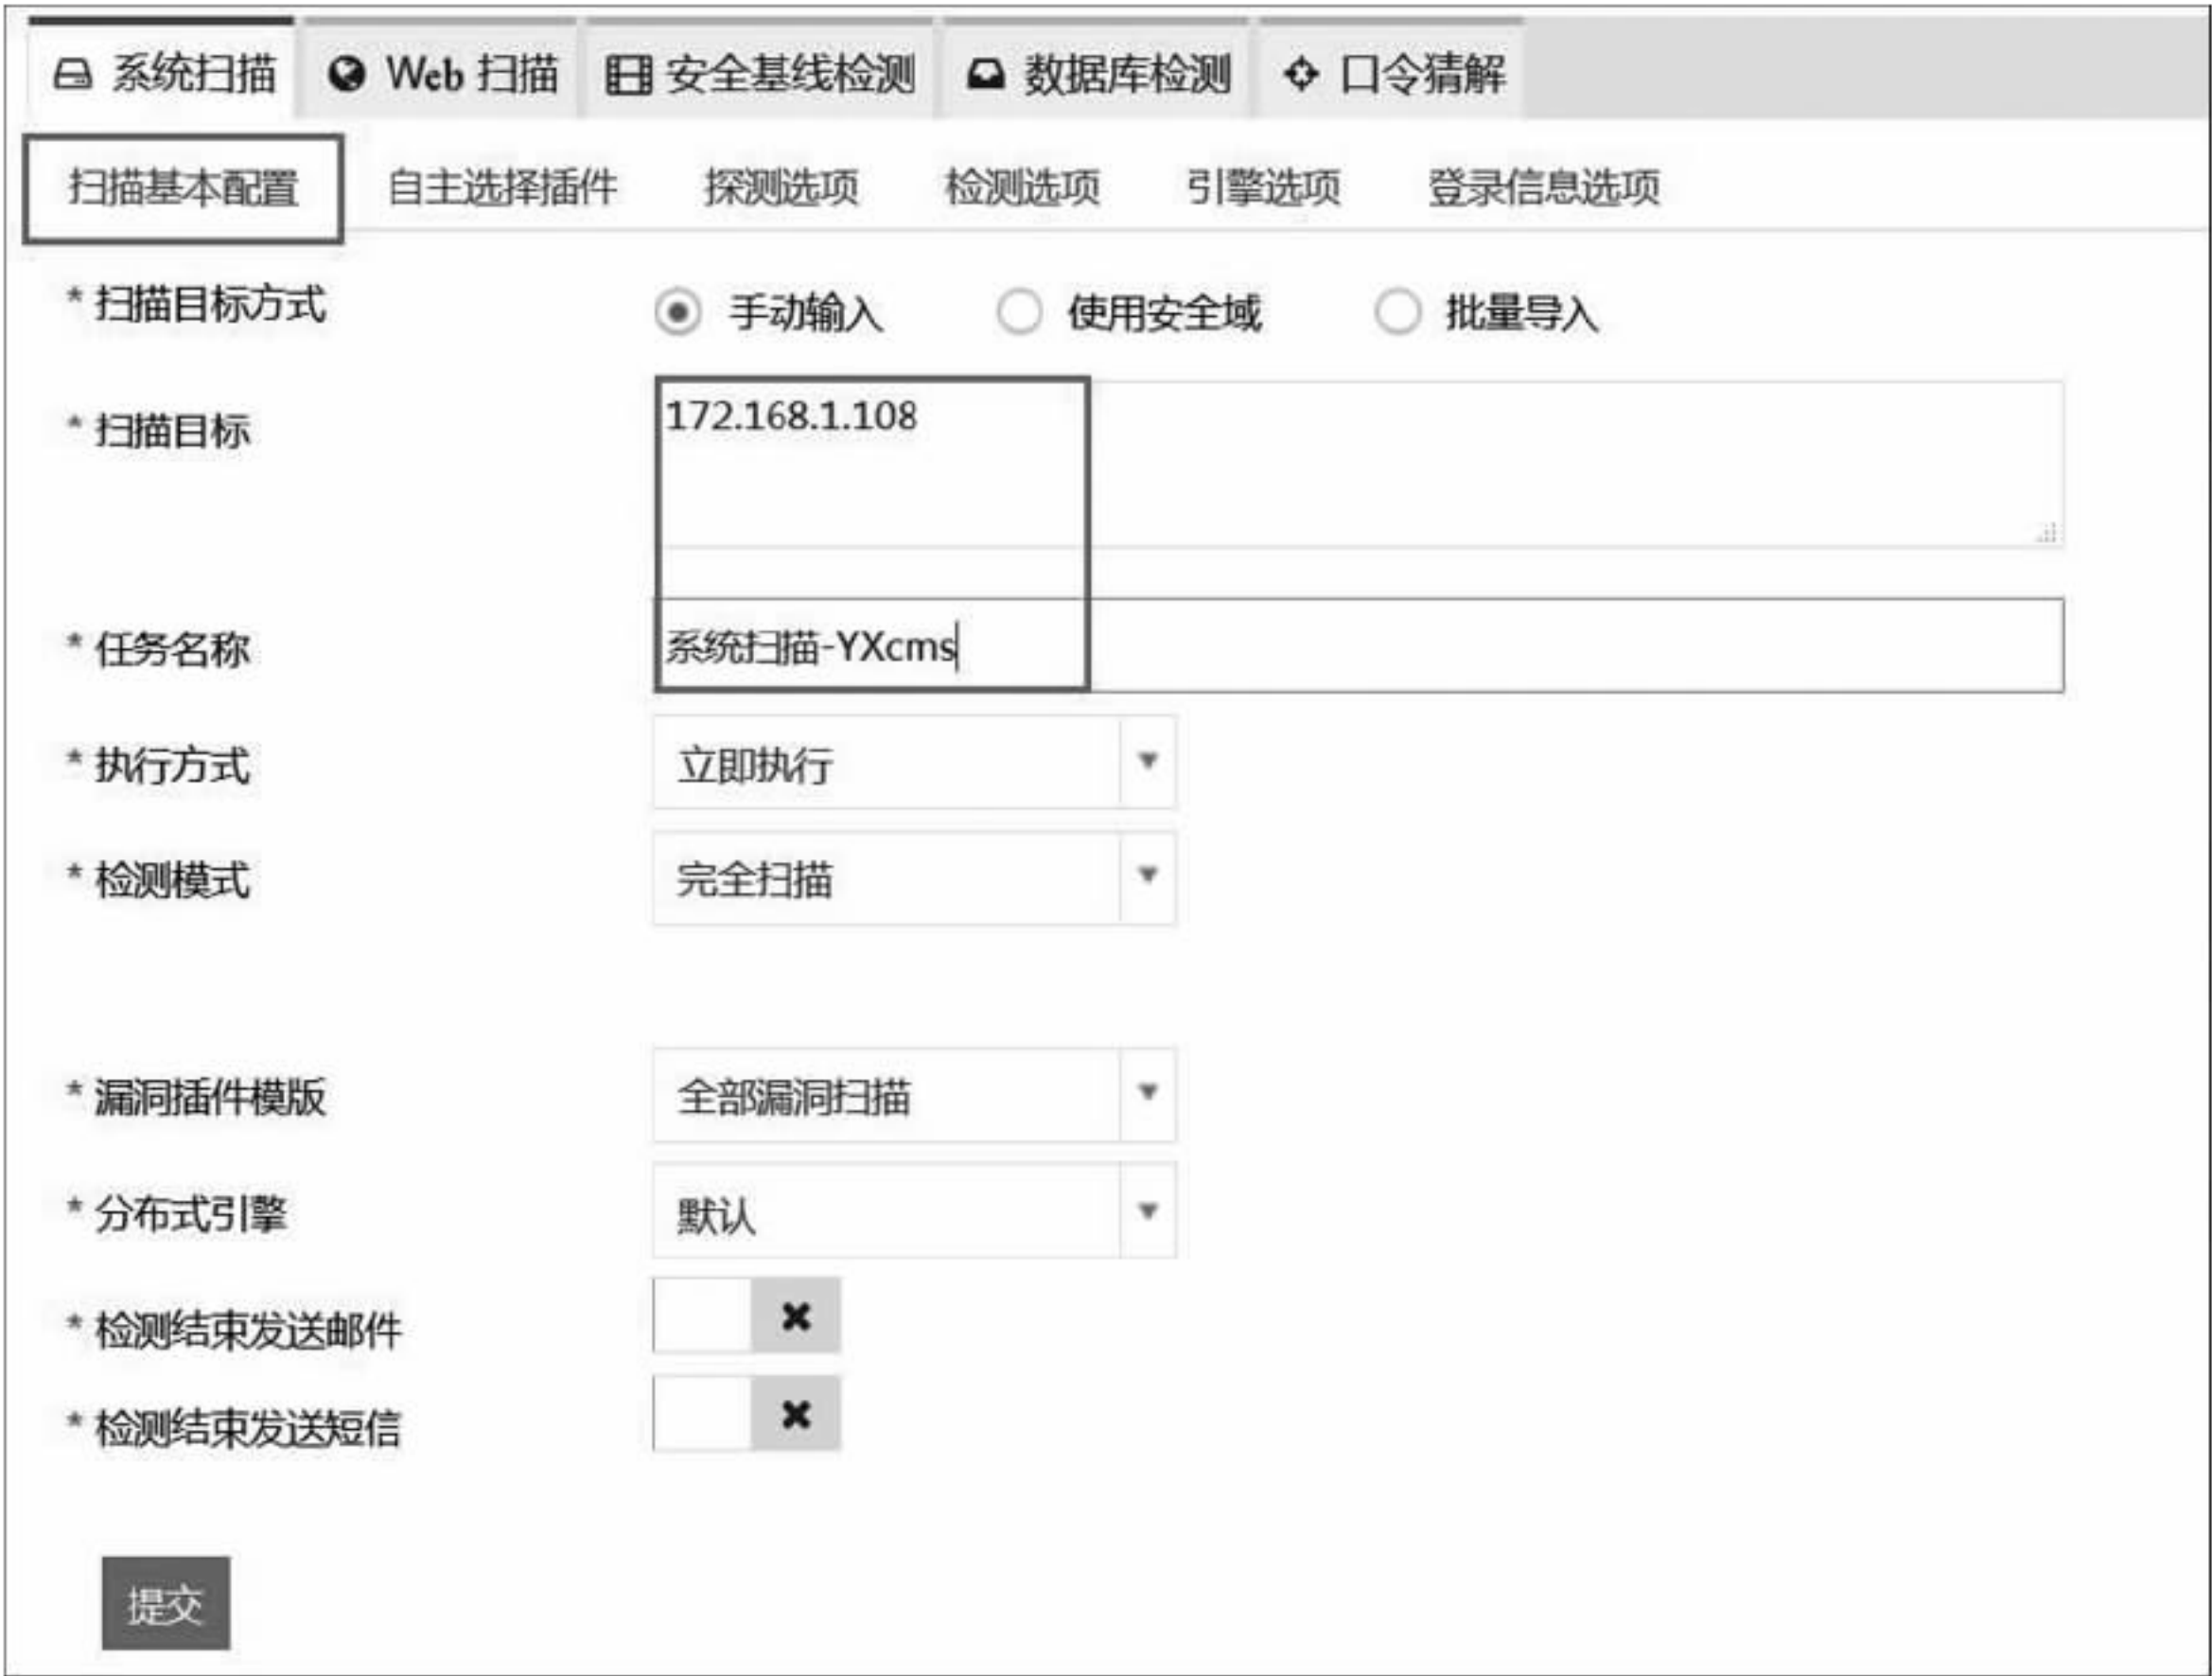 系统扫描 Web 扫描 安全基线检测 数据库检测 口令猜解
扫描基本配置 自主选择插件 探测选项 检测选项 引擎选项 登录信息选项
* 扫描目标方式 手动输入 使用安全域 批量导入
* 扫描目标 172.168.1.108
* 任务名称 系统扫描-YXcms
* 执行方式 立即执行
* 检测模式 完全扫描
* 漏洞插件模版 全部漏洞扫描
* 分布式引擎 默认
* 检测结束发送邮件
* 检测结束发送短信
提交